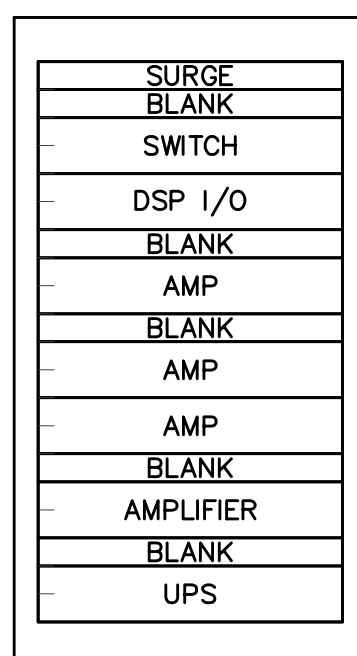 SURGE
BLANK
SWITCH
DSP I/O
BLANK
AMP
BLANK
AMP
AMP
BLANK
AMPLIFIER
BLANK
UPS